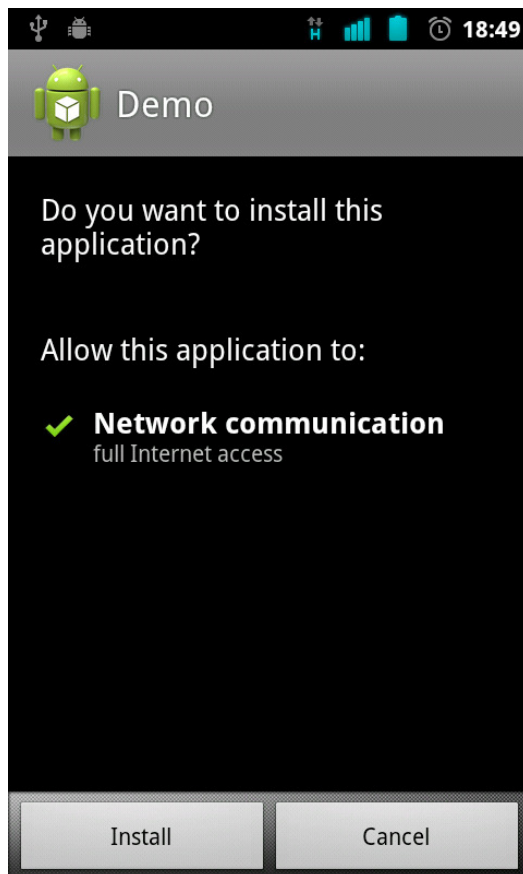 H 18:49
Demo
Do you want to install this
application?
Allow this application to:
Network communication
full Internet access
Install Cancel